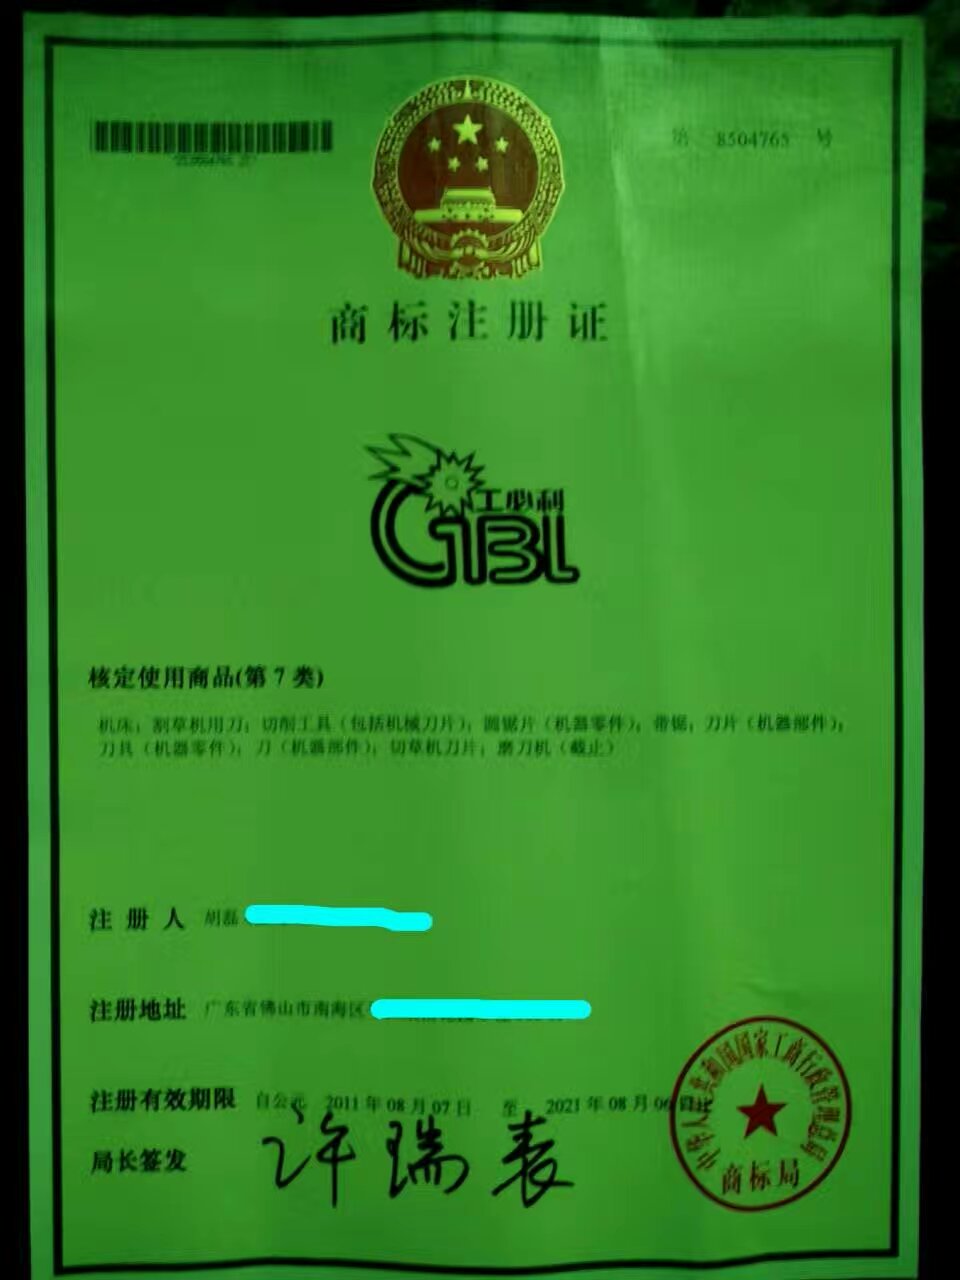 第 8504765 号
商标注册证
工必利
GBL
核定使用商品(第 7 类)
机床；割草机用刀；切削工具（包括机械刀片）；圆锯片（机器零件）；带锯；刀片（机器部件）；
刀具（机器零件）；刀（机器部件）；切草机刀片；磨刀机（截止）
注 册 人 胡磊
注册地址 广东省佛山市南海区
注册有效期限 自公元 2011 年 08 月 07 日 至 2021 年 08 月 06 日止
局长签发 许瑞表
中华人民共和国国家工商行政管理总局
商标局